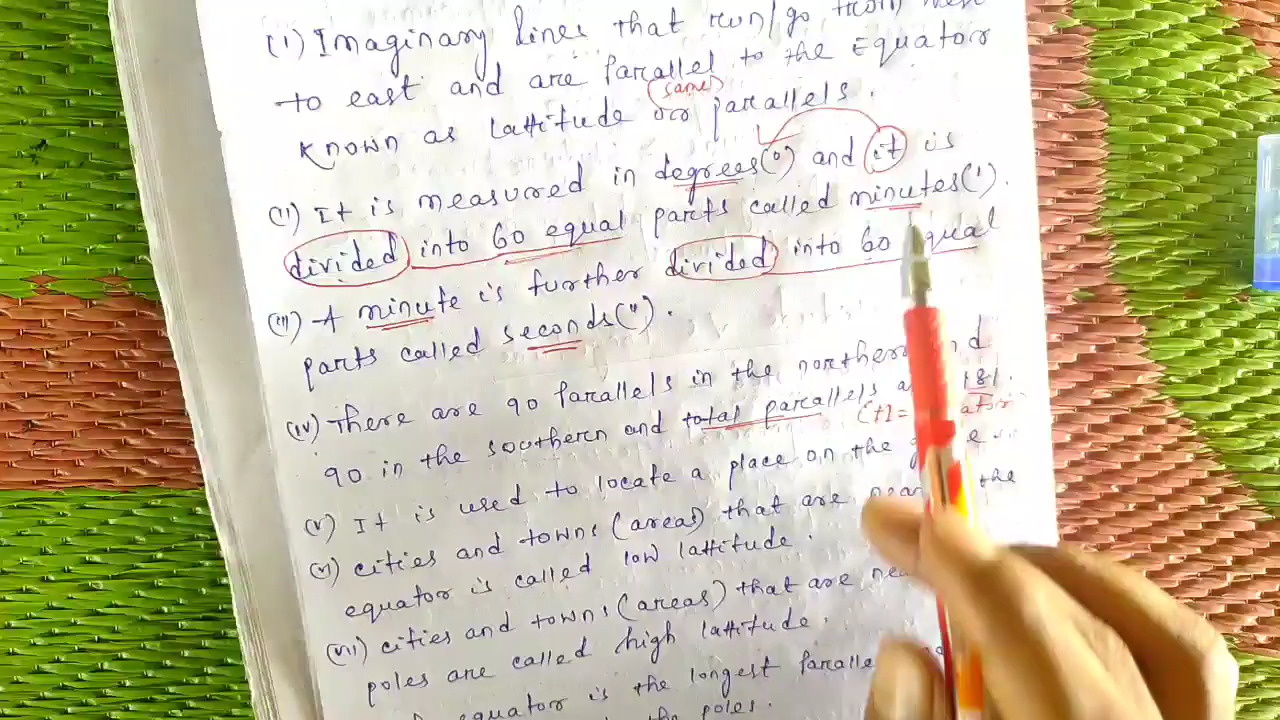 (i) Imaginary lines that run/go from west
to east and are parallel to the Equator
(same)
known as lattitude or parallels.
(ii) It is measured in degrees(°) and it is
divided into 60 equal parts called minutes(').
(iii) A minute is further divided into 60 equal
parts called seconds(").
(iv) There are 90 parallels in the northern
90 in the southern and total parallels 181.
(v) It is used to locate a place on the
(vi) cities and towns (areas) that are the
equator is called low lattitude.
(vii) cities and towns (areas) that are
poles are called high lattitude.
equator is the longest
the poles.